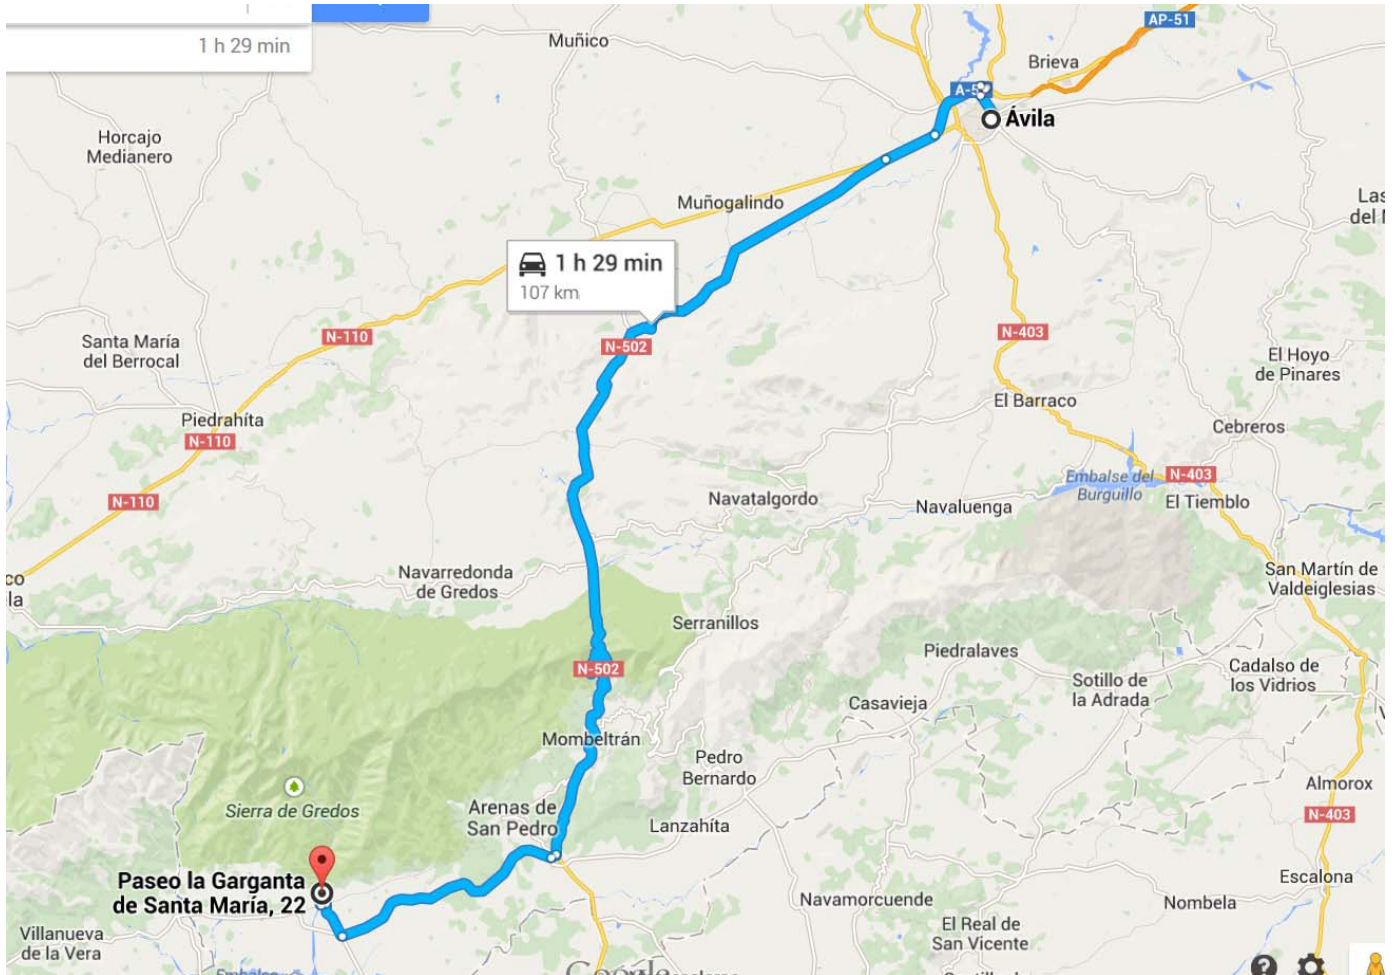 1 h 29 min
Muñico
AP-51
Brieva
Ávila
Horcajo
Medianero
Muñogalindo
Las
1 h 29 min
107 km
N-502
N-110
N-403
Santa María
del Berrocal
El Hoyo
de Pinares
El Barraco
Piedrahíta
N-110
Cebreros
Embalse del
Burguillo
N-403
N-110
Navatalgordo
Navaluenga
El Tiemblo
Navarredonda
de Gredos
San Martín de
Valdeiglesias
Serranillos
Piedralaves
N-502
Cadalso de
los Vidrios
Sotillo de
la Adrada
Casavieja
Mombeltrán
Pedro
Bernardo
Almorox
Sierra de Gredos
Arenas de
San Pedro
Lanzahíta
N-403
Paseo la Garganta
de Santa María, 22
Escalona
Navamorcuende
Nombela
Villanueva
de la Vera
El Real de
San Vicente
Google